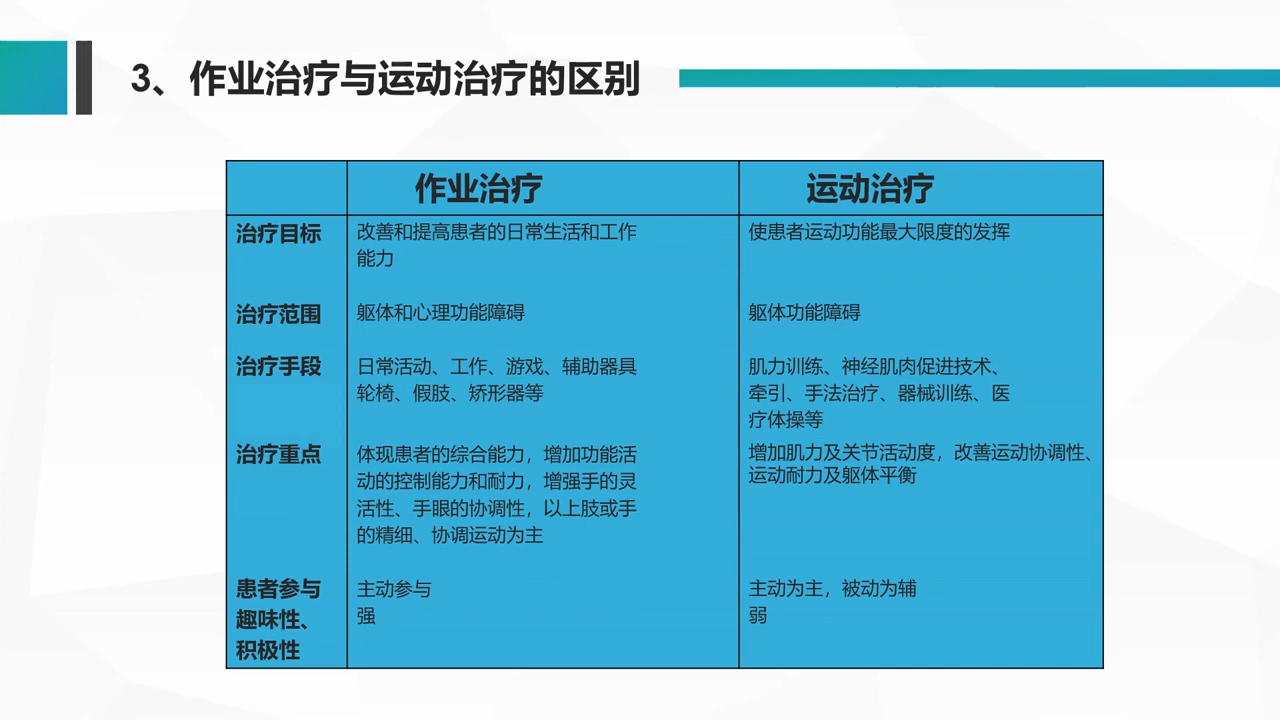 3、作业治疗与运动治疗的区别
作业治疗
运动治疗
治疗目标
改善和提高患者的日常生活和工作
能力
使患者运动功能最大限度的发挥
治疗范围
躯体和心理功能障碍
躯体功能障碍
治疗手段
日常活动、工作、游戏、辅助器具
轮椅、假肢、矫形器等
肌力训练、神经肌肉促进技术、
牵引、手法治疗、器械训练、医
疗体操等
治疗重点
体现患者的综合能力，增加功能活
动的控制能力和耐力，增强手的灵
活性、手眼的协调性，以上肢或手
的精细、协调运动为主
增加肌力及关节活动度，改善运动协调性、
运动耐力及躯体平衡
患者参与
趣味性、
积极性
主动参与
强
主动为主，被动为辅
弱